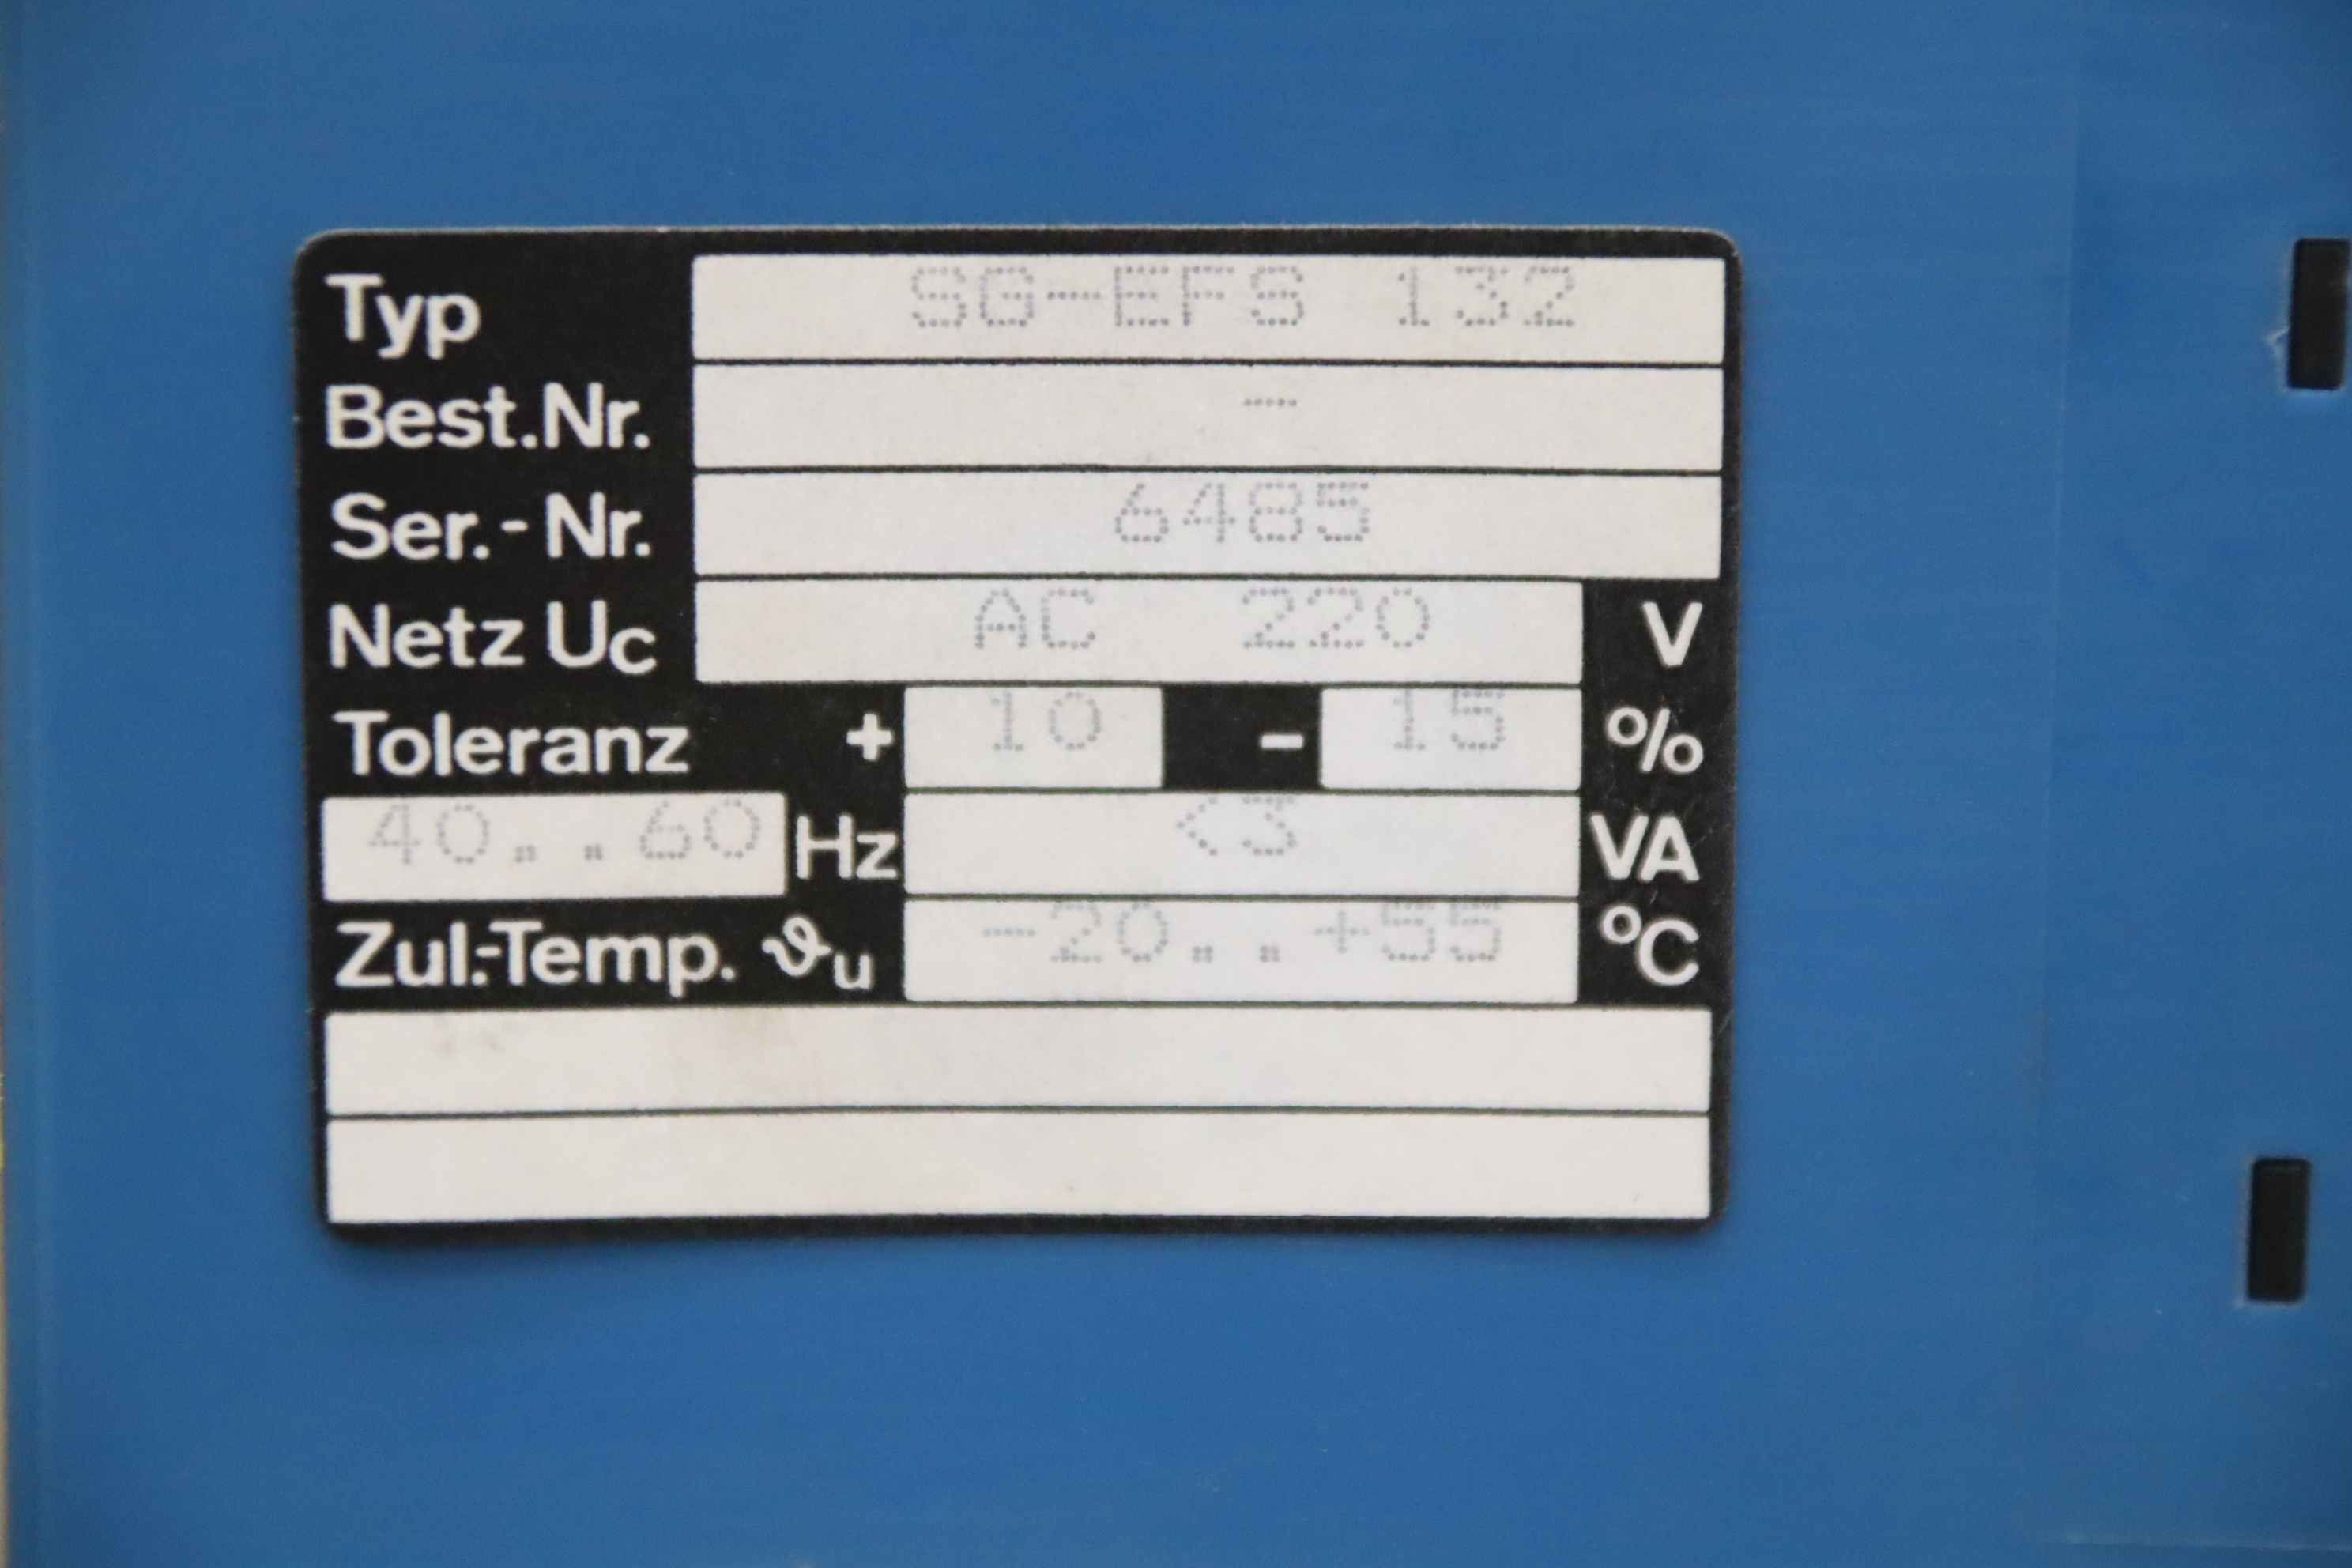 Typ SG-EFS 132
Best.Nr. -
Ser.-Nr. 6485
Netz Uc AC 220 V
Toleranz + 10 - 15 %
40..60 Hz <3 VA
Zul.-Temp. ϑu -20..+55 °C